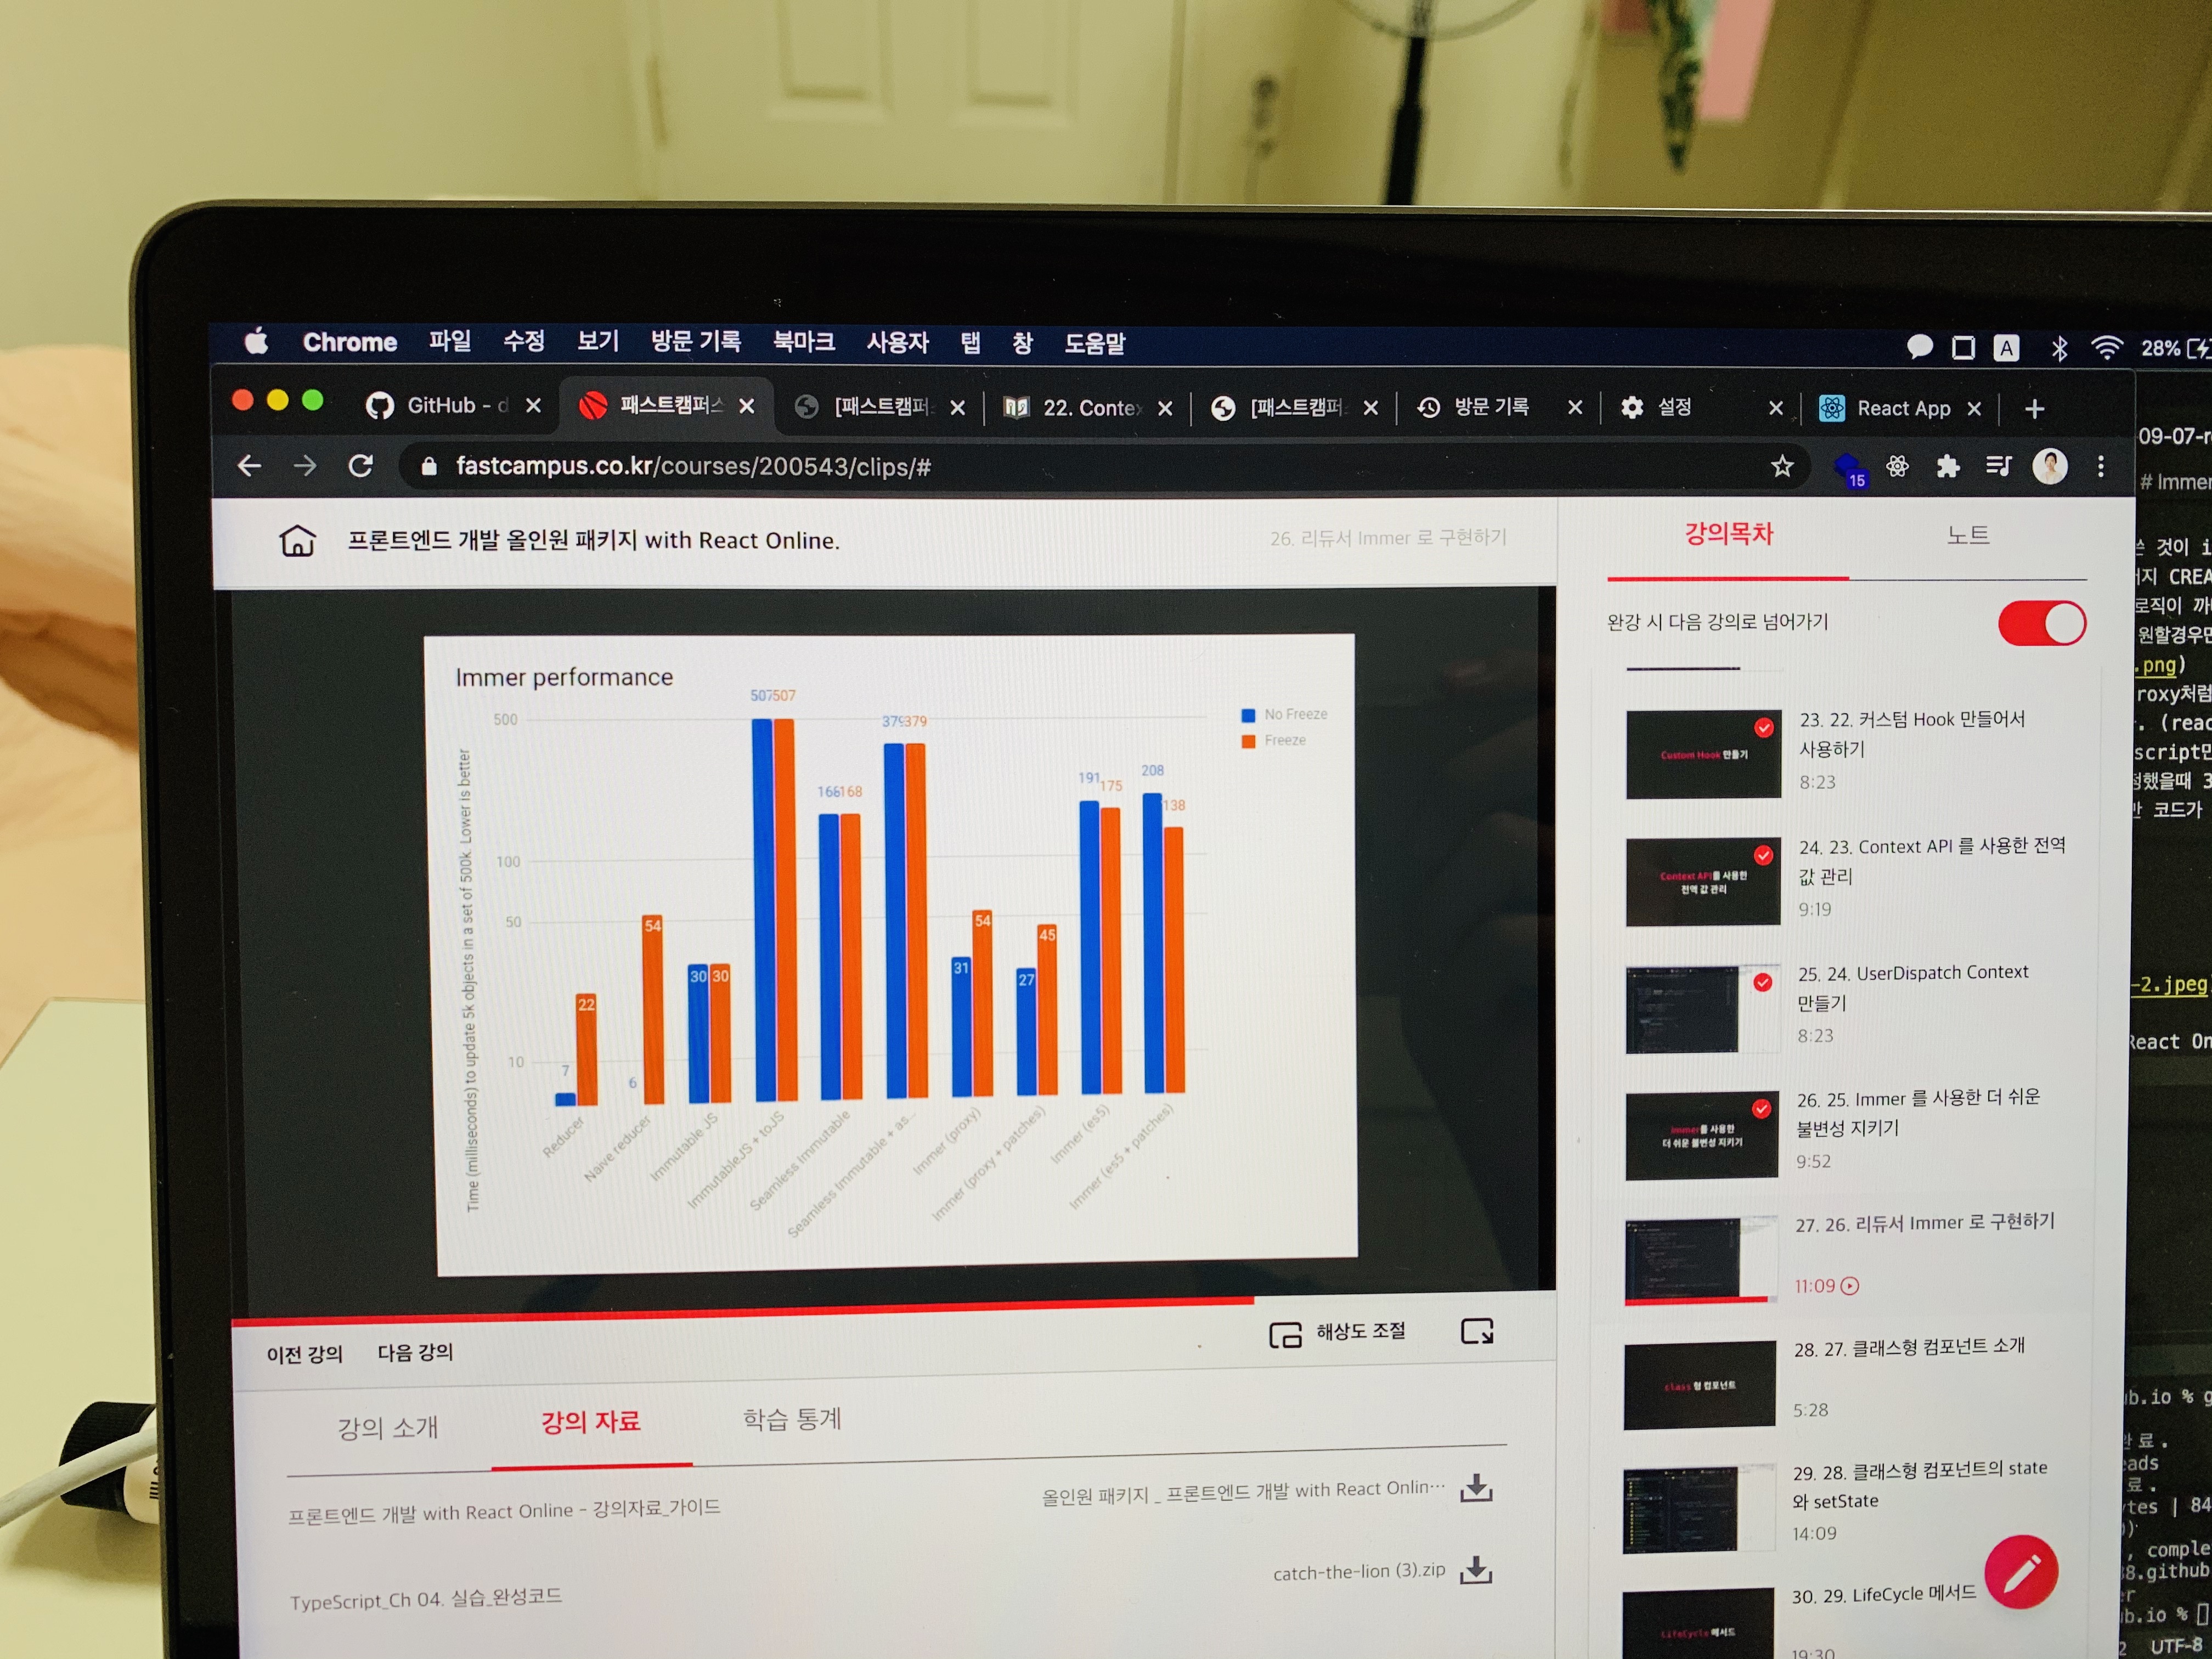 Chrome 파일 수정 보기 방문 기록 북마크 사용자 탭 창 도움말
A 28%
GitHub - d 패스트캠퍼스 [패스트캠퍼 22. Contex [패스트캠퍼 방문 기록 설정 React App
fastcampus.co.kr/courses/200543/clips/#
15
프론트엔드 개발 올인원 패키지 with React Online.
26. 리듀서 Immer 로 구현하기
Immer performance
Time (milliseconds) to update 5k objects in a set of 500k. Lower is better
500
100
50
10
507 507
379 379
166 168
191 175
208 138
7 22
6 54
30 30
31 54
27 45
No Freeze
Freeze
Reducer
Naive reducer
Immutable JS
ImmutableJS + toJS
Seamless Immutable
Seamless Immutable + as...
Immer (proxy)
Immer (proxy + patches)
Immer (es5)
Immer (es5 + patches)
이전 강의 다음 강의
해상도 조절
강의 소개 강의 자료 학습 통계
프론트엔드 개발 with React Online - 강의자료_가이드
올인원 패키지 _ 프론트엔드 개발 with React Onlin…
TypeScript_Ch 04. 실습_완성코드
catch-the-lion (3).zip
강의목차 노트
완강 시 다음 강의로 넘어가기
Custom Hook 만들기
23. 22. 커스텀 Hook 만들어서
사용하기
8:23
Context API를 사용한
전역 값 관리
24. 23. Context API 를 사용한 전역
값 관리
9:19
25. 24. UserDispatch Context
만들기
8:23
Immer를 사용한
더 쉬운 불변성 지키기
26. 25. Immer 를 사용한 더 쉬운
불변성 지키기
9:52
27. 26. 리듀서 Immer 로 구현하기
11:09
class 형 컴포넌트
28. 27. 클래스형 컴포넌트 소개
5:28
29. 28. 클래스형 컴포넌트의 state
와 setState
14:09
LifeCycle 메서드
30. 29. LifeCycle 메서드
19:30
09-07-r
# Immer
것이 i
CREA
로직이
원할경우만
.png)
roxy처럼
. (reac
script만
했을때 3
코드가
-2.jpeg
React On
ub.io % g
료.
eads
료.
tes | 84
, comple
8.github
ub.io %
UTF-8